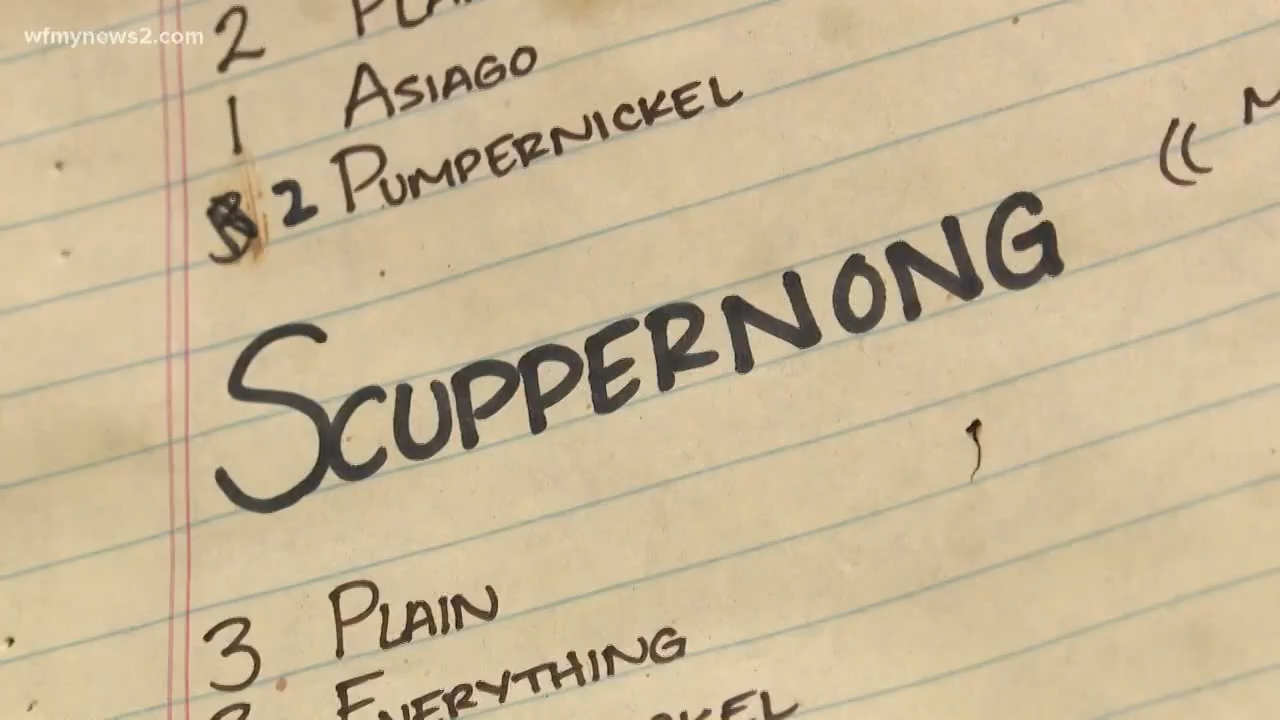 wfmynews2.com
2
1 ASIAGO
2 PUMPERNICKEL
((
SCUPPERNONG
3 PLAIN
EVERYTHING